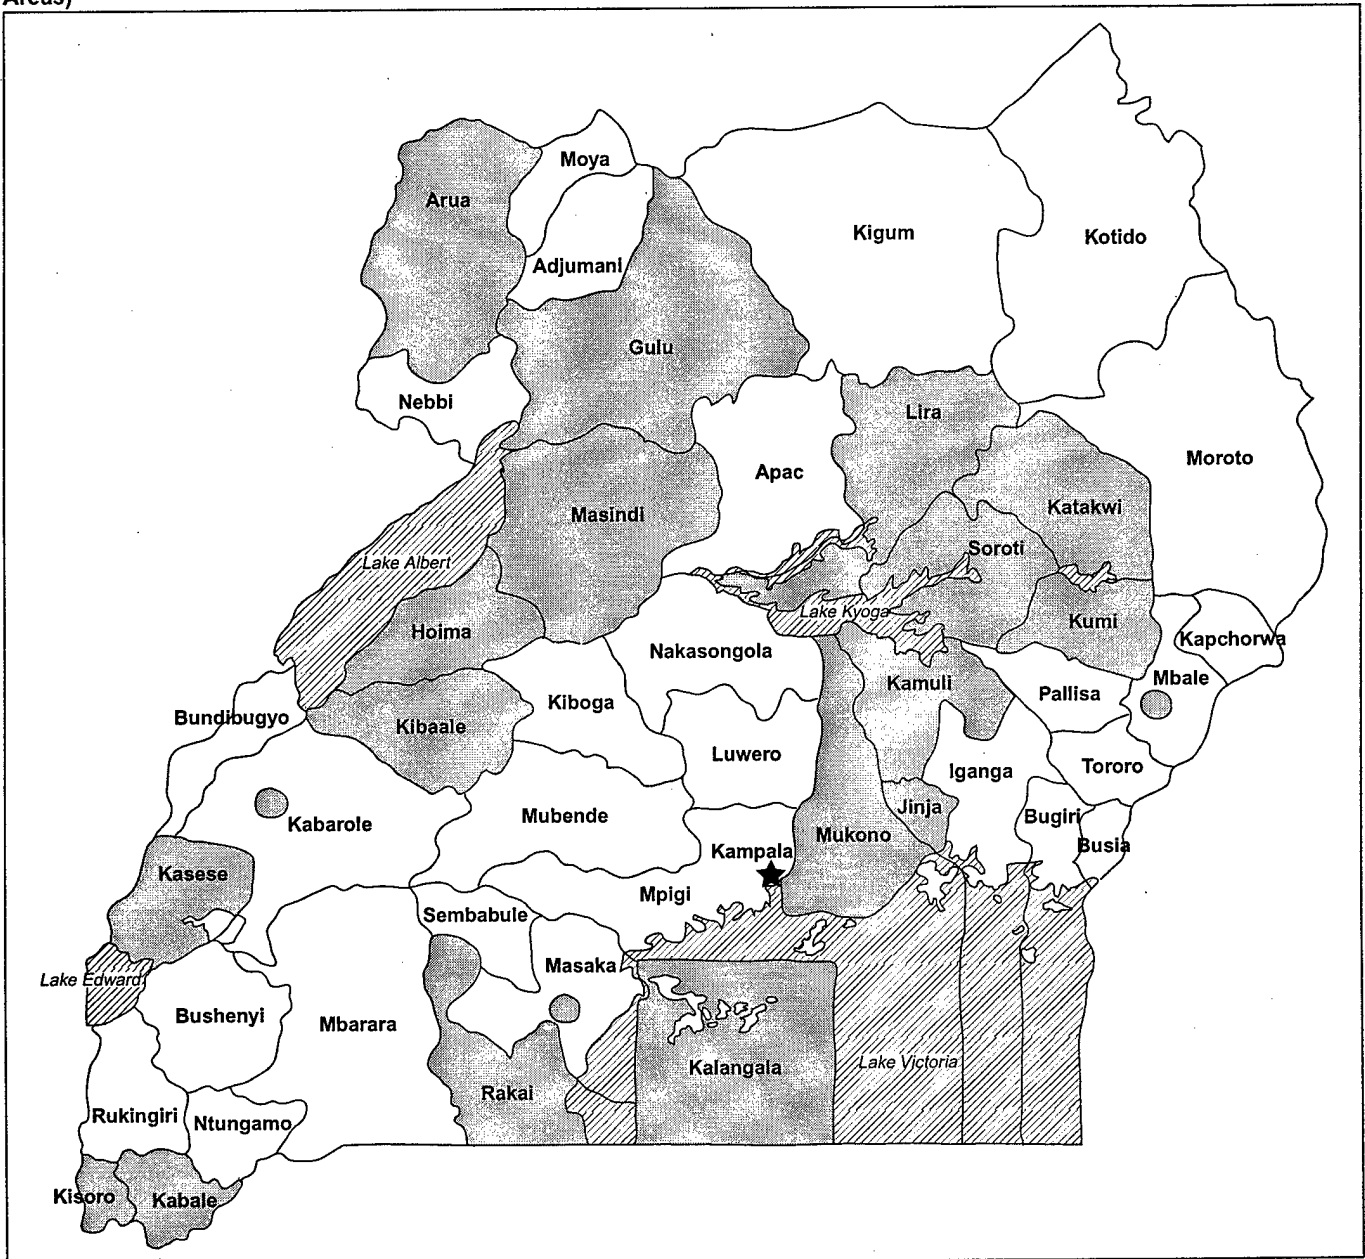 Areas)
Moya
Arua
Kigum
Kotido
Adjumani
Gulu
Nebbi
Lira
Moroto
Apac
Katakwi
Masindi
Soroti
Lake Albert
Lake Kyoga
Kumi
Hoima
Kapchorwa
Nakasongola
Mbale
Kamuli
Pallisa
Kiboga
Bundibugyo
Kibaale
Luwero
Tororo
Iganga
Jinja
Mubende
Bugiri
Kabarole
Mukono
Busia
Kampala
Kasese
Mpigi
Sembabule
Masaka
Lake Edward
Bushenyi
Mbarara
Lake Victoria
Kalangala
Rakai
Rukingiri
Ntungamo
Kisoro
Kabale